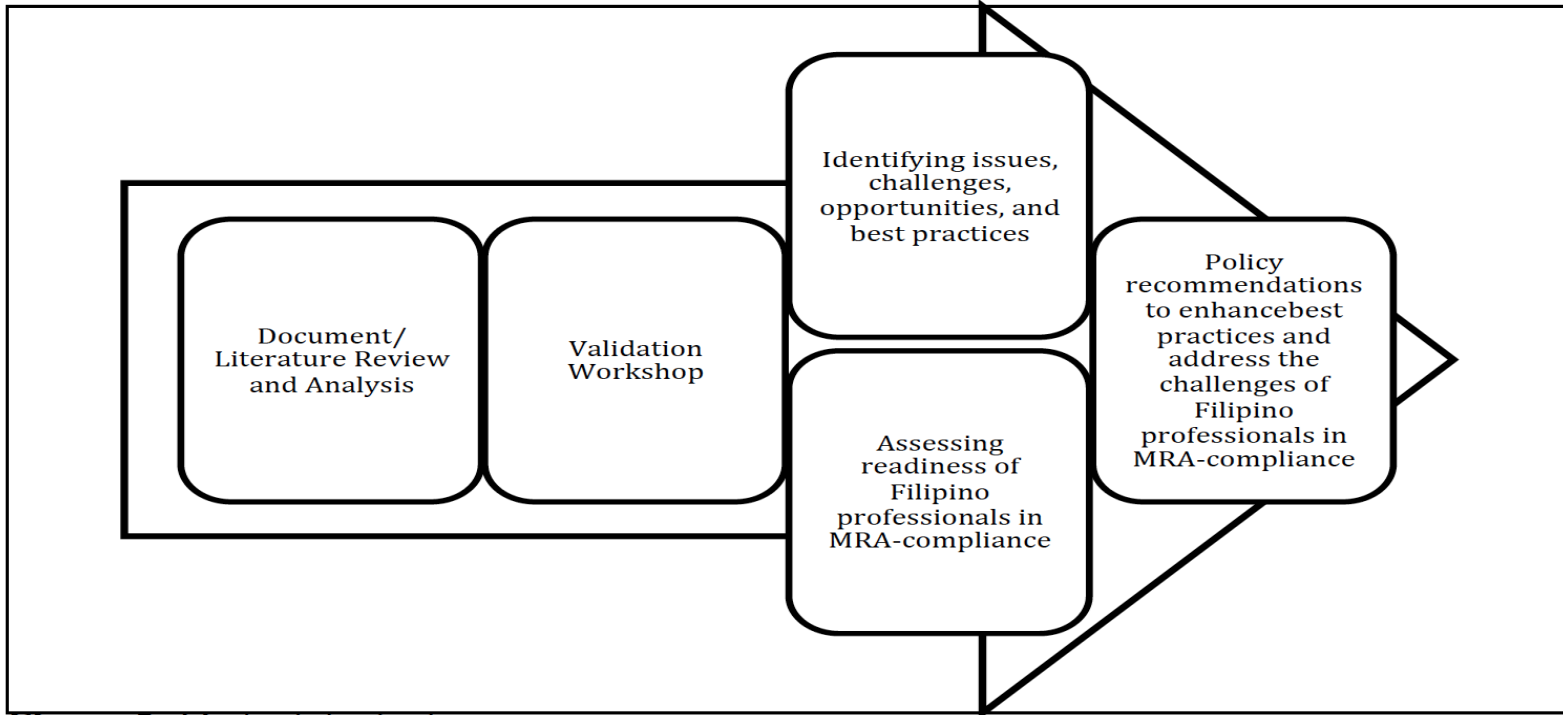 Document/
Literature Review
and Analysis
Validation
Workshop
Identifying issues,
challenges,
opportunities, and
best practices
Assessing
readiness of
Filipino
professionals in
MRA-compliance
Policy
recommendations
to enhancebest
practices and
address the
challenges of
Filipino
professionals in
MRA-compliance